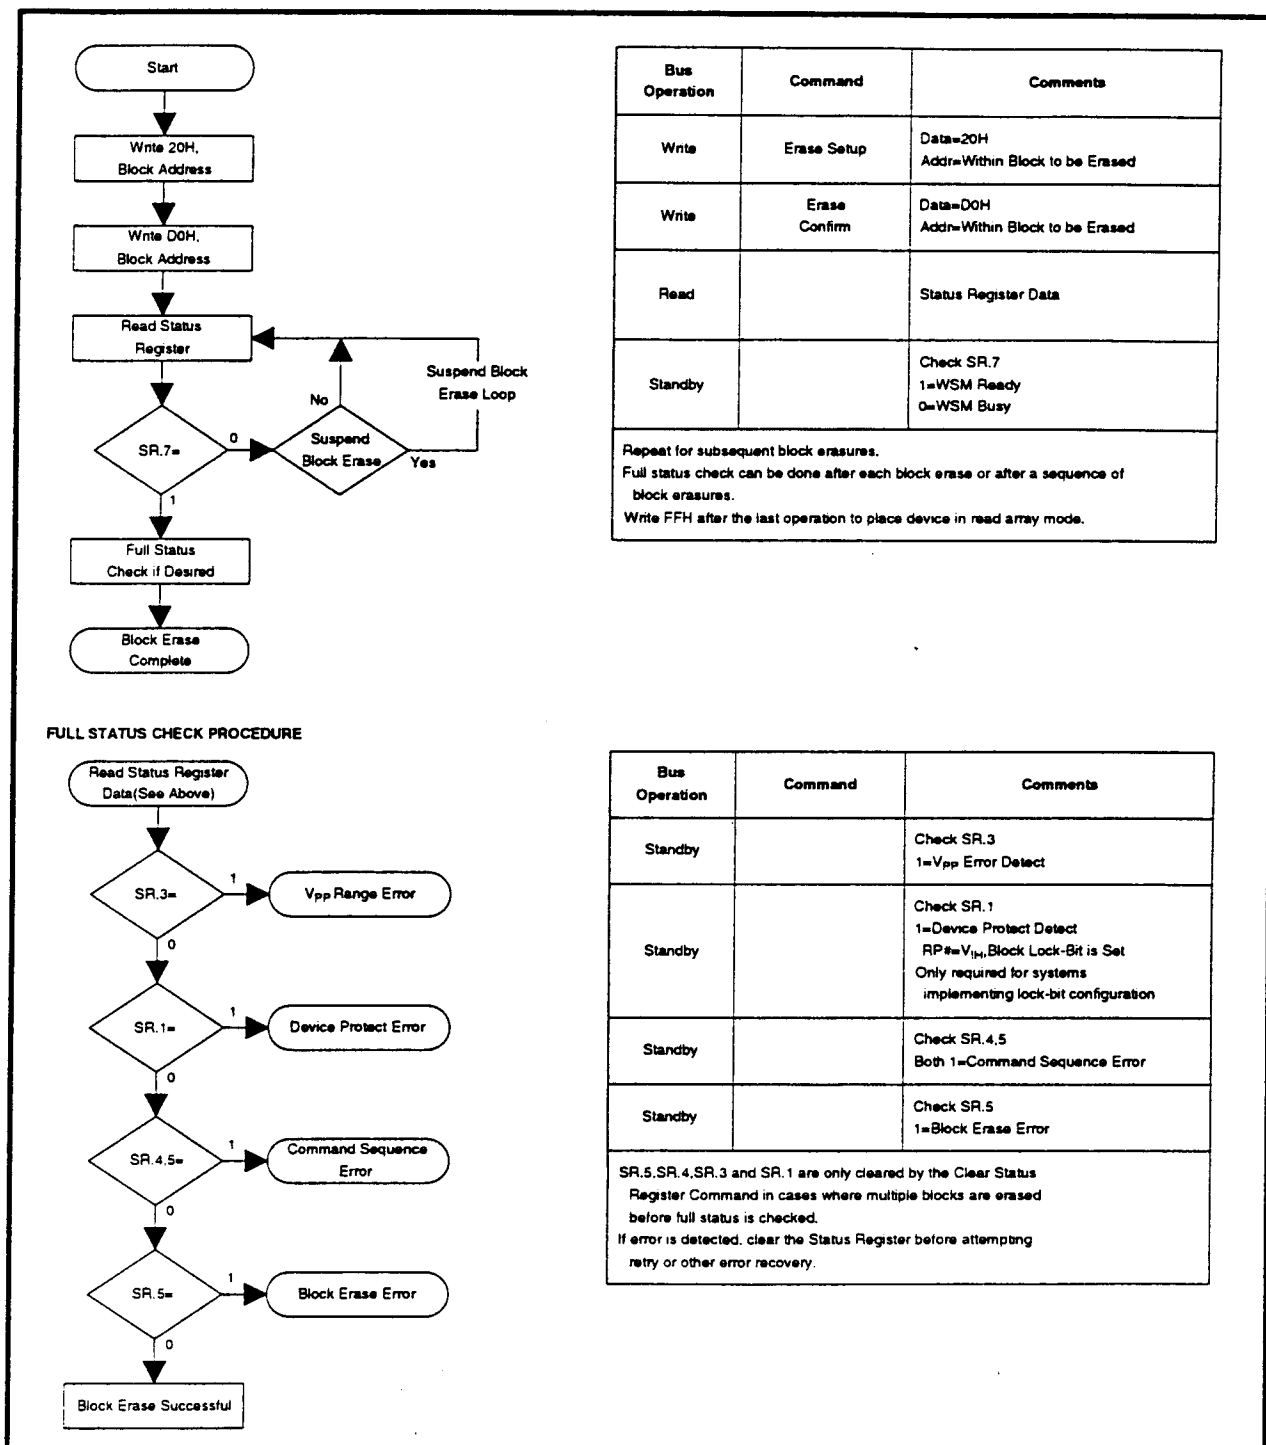 Start
Write 20H,
Block Address
Write D0H,
Block Address
Read Status
Register
Suspend Block
Erase Loop
No
SR.7=
0
Suspend
Block Erase
Yes
1
Full Status
Check if Desired
Block Erase
Complete
Bus
Operation
Command
Comments
Write
Erase Setup
Data=20H
Addr=Within Block to be Erased
Write
Erase
Confirm
Data=D0H
Addr=Within Block to be Erased
Read
Status Register Data
Standby
Check SR.7
1=WSM Ready
0=WSM Busy
Repeat for subsequent block erasures.
Full status check can be done after each block erase or after a sequence of
block erasures.
Write FFH after the last operation to place device in read array mode.
FULL STATUS CHECK PROCEDURE
Read Status Register
Data(See Above)
SR.3=
1
VPP Range Error
0
SR.1=
1
Device Protect Error
0
SR.4,5=
1
Command Sequence
Error
0
SR.5=
1
Block Erase Error
0
Block Erase Successful
Bus
Operation
Command
Comments
Standby
Check SR.3
1=VPP Error Detect
Standby
Check SR.1
1=Device Protect Detect
RP#=VIH,Block Lock-Bit is Set
Only required for systems
implementing lock-bit configuration
Standby
Check SR.4,5
Both 1=Command Sequence Error
Standby
Check SR.5
1=Block Erase Error
SR.5,SR.4,SR.3 and SR.1 are only cleared by the Clear Status
Register Command in cases where multiple blocks are erased
before full status is checked.
If error is detected, clear the Status Register before attempting
retry or other error recovery.